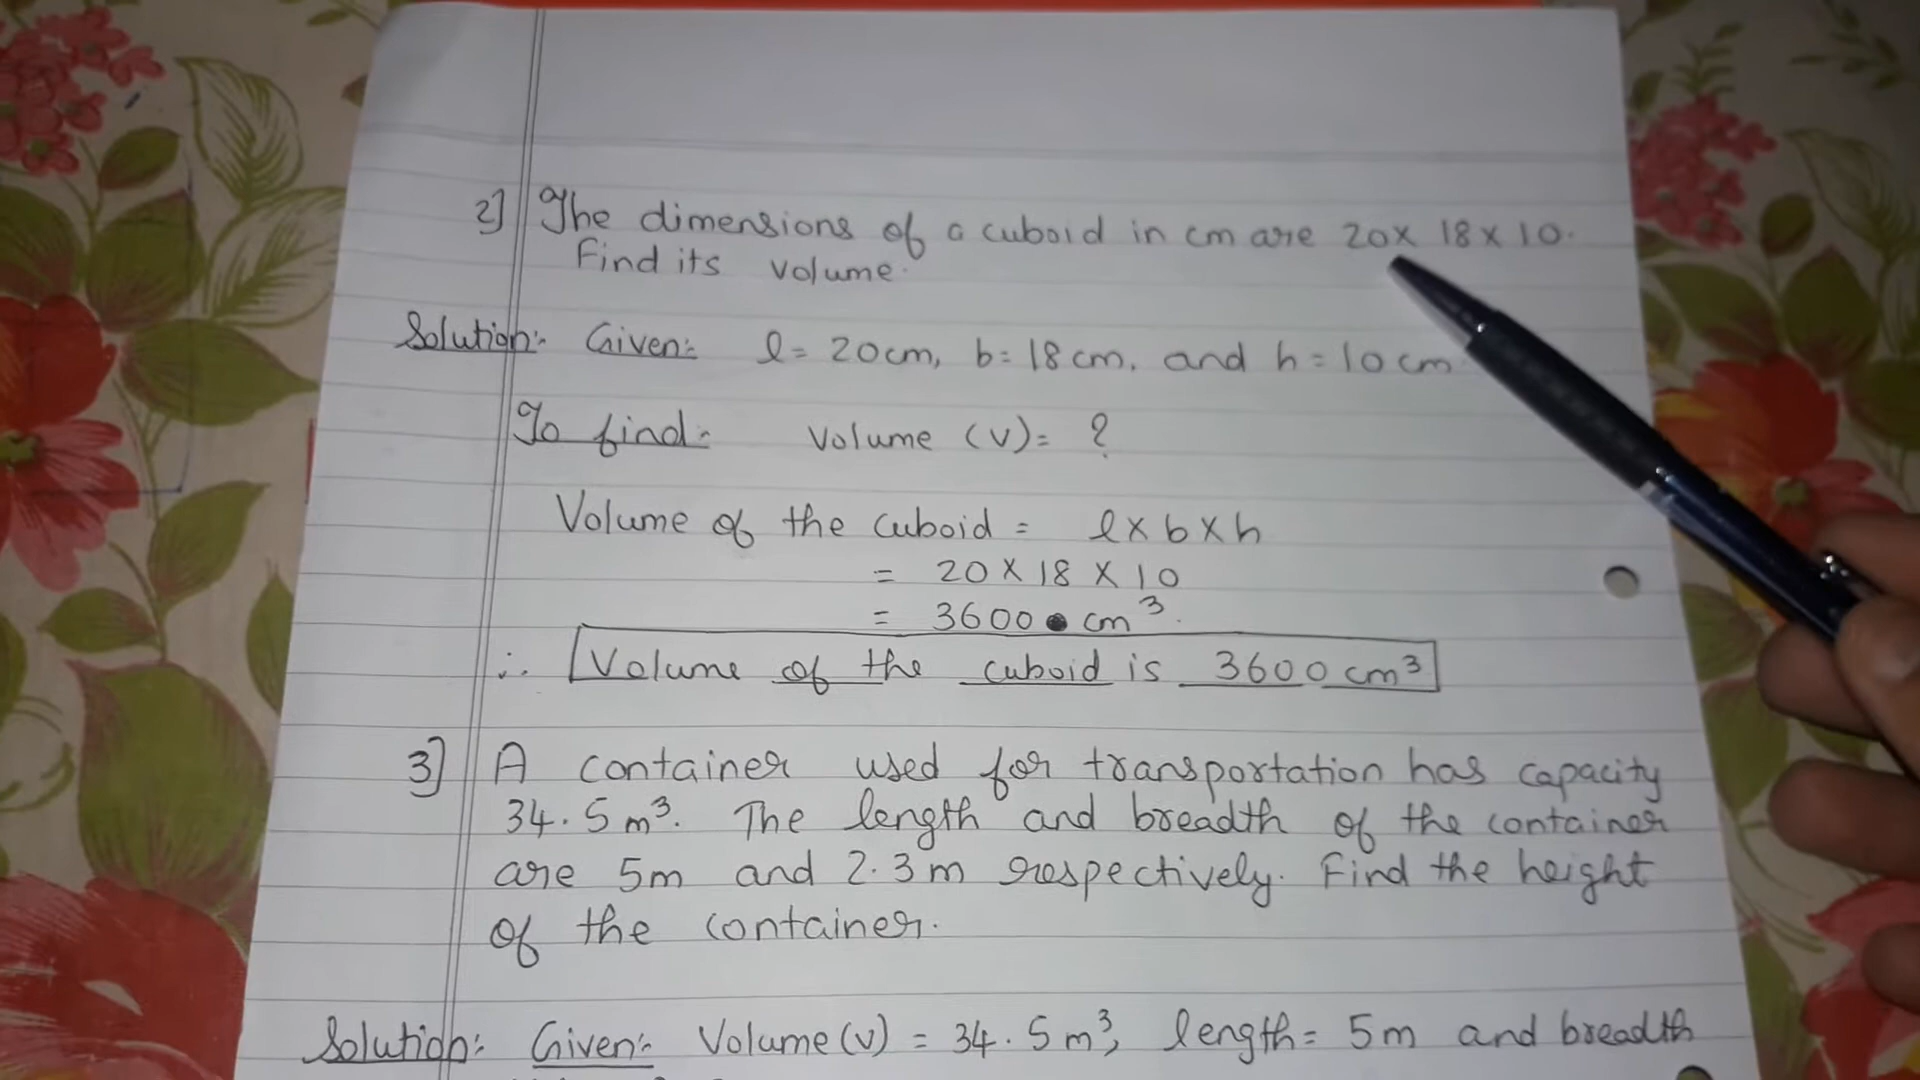 2] The dimensions of a cuboid in cm are 20 x 18 x 10.
Find its volume.
Solution:- Given:- l = 20cm, b = 18 cm. and h = 10 cm
To find:- Volume (V) = ?
Volume of the cuboid = l x b x h
= 20 x 18 x 10
= 3600 cm³.
∴ Volume of the cuboid is 3600 cm³
3] A container used for transportation has capacity
34.5 m³. The length and breadth of the container
are 5m and 2.3 m respectively. Find the height
of the container.
Solution:- Given:- Volume (V) = 34.5 m³, length = 5m and breadth